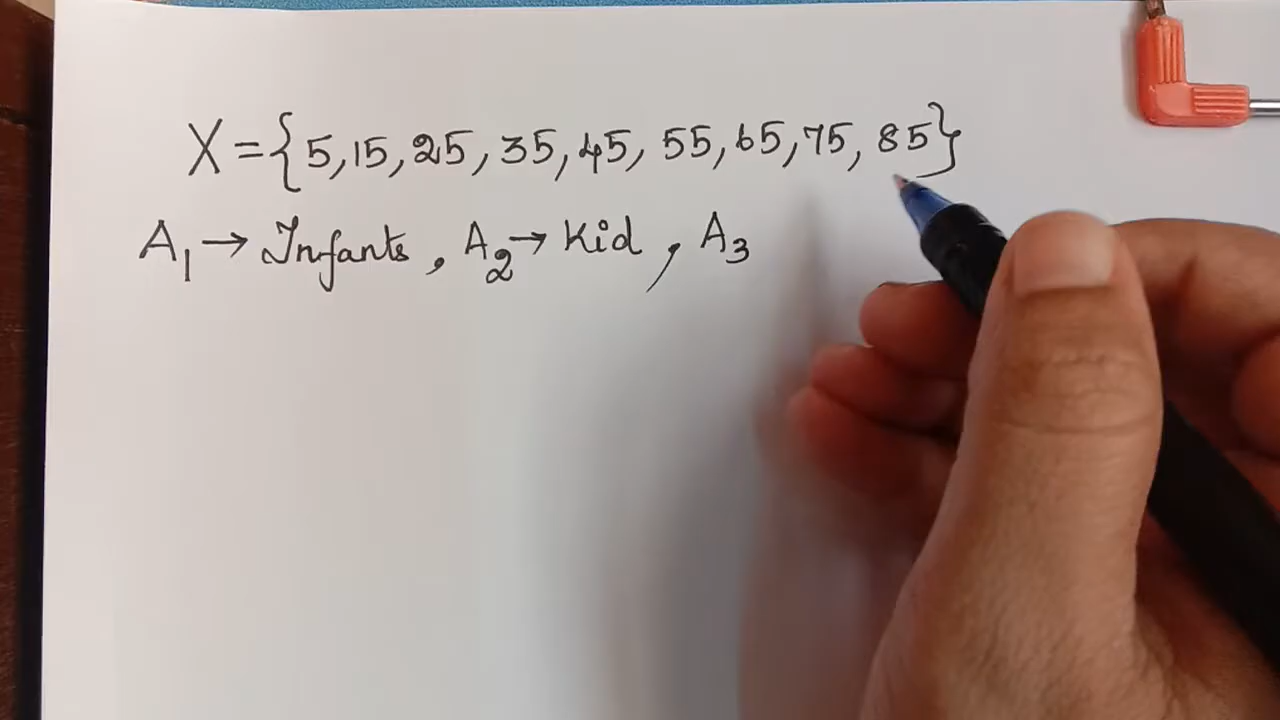 X = {5, 15, 25, 35, 45, 55, 65, 75, 85}
A₁ → Infants, A₂ → Kid, A₃